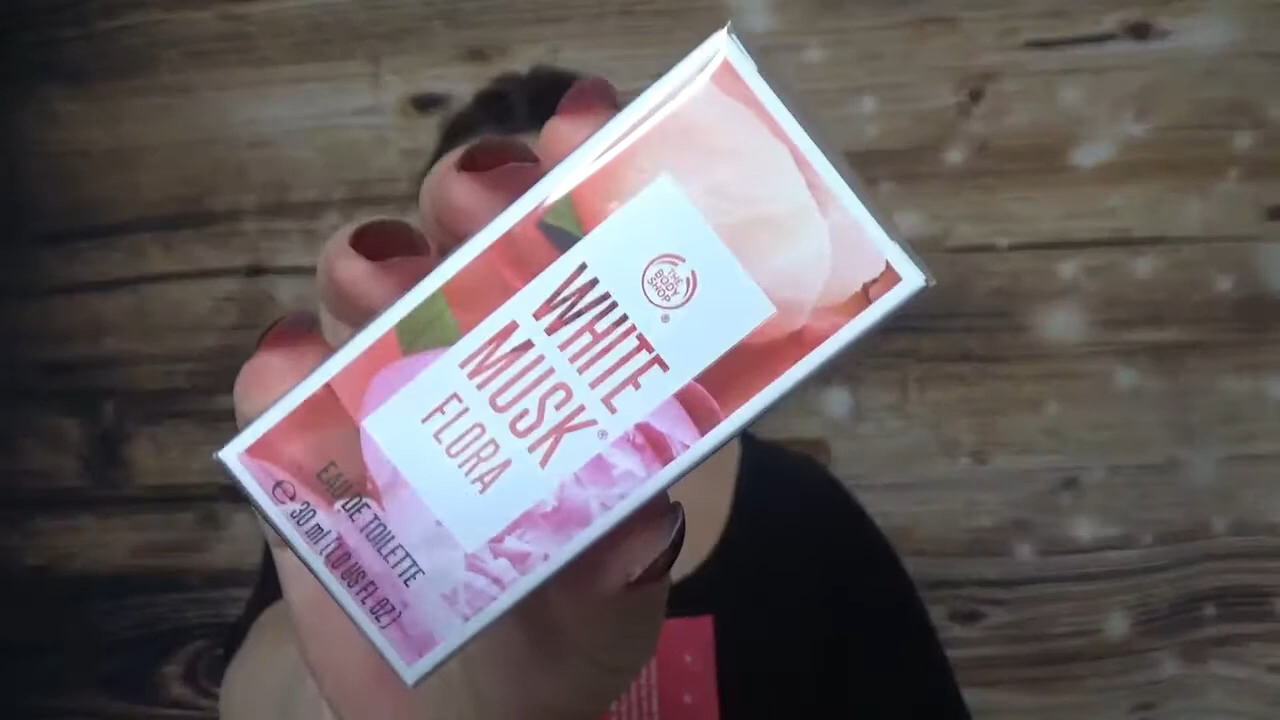 THE
BODY
SHOP®
WHITE
MUSK®
FLORA
EAU DE TOILETTE
℮ 30 ml (1.0 US FL OZ)